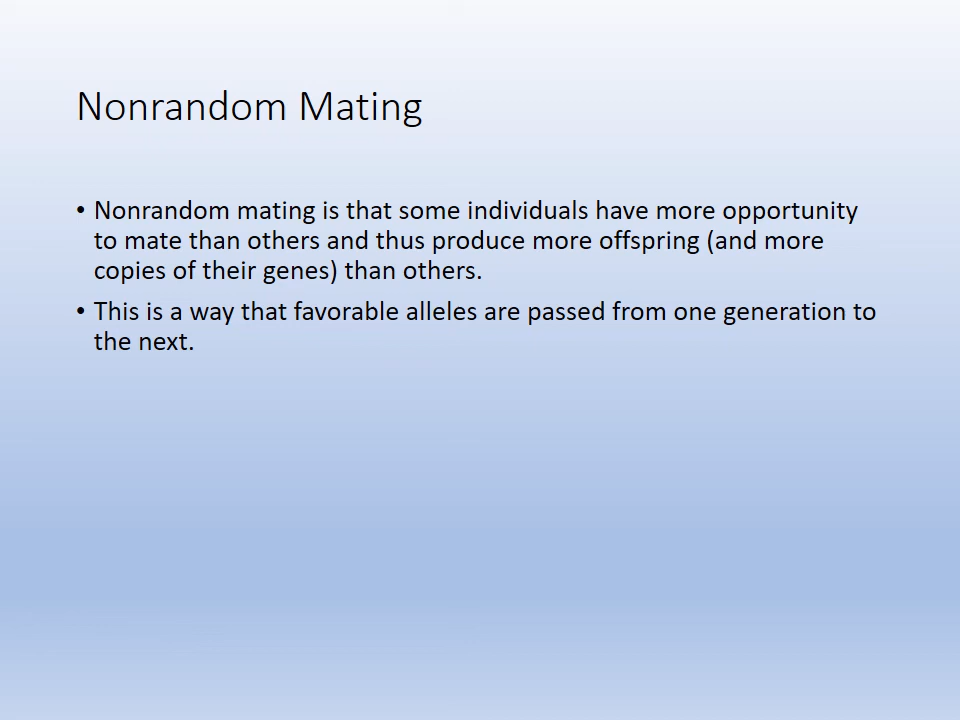 Nonrandom Mating
• Nonrandom mating is that some individuals have more opportunity
to mate than others and thus produce more offspring (and more
copies of their genes) than others.
• This is a way that favorable alleles are passed from one generation to
the next.